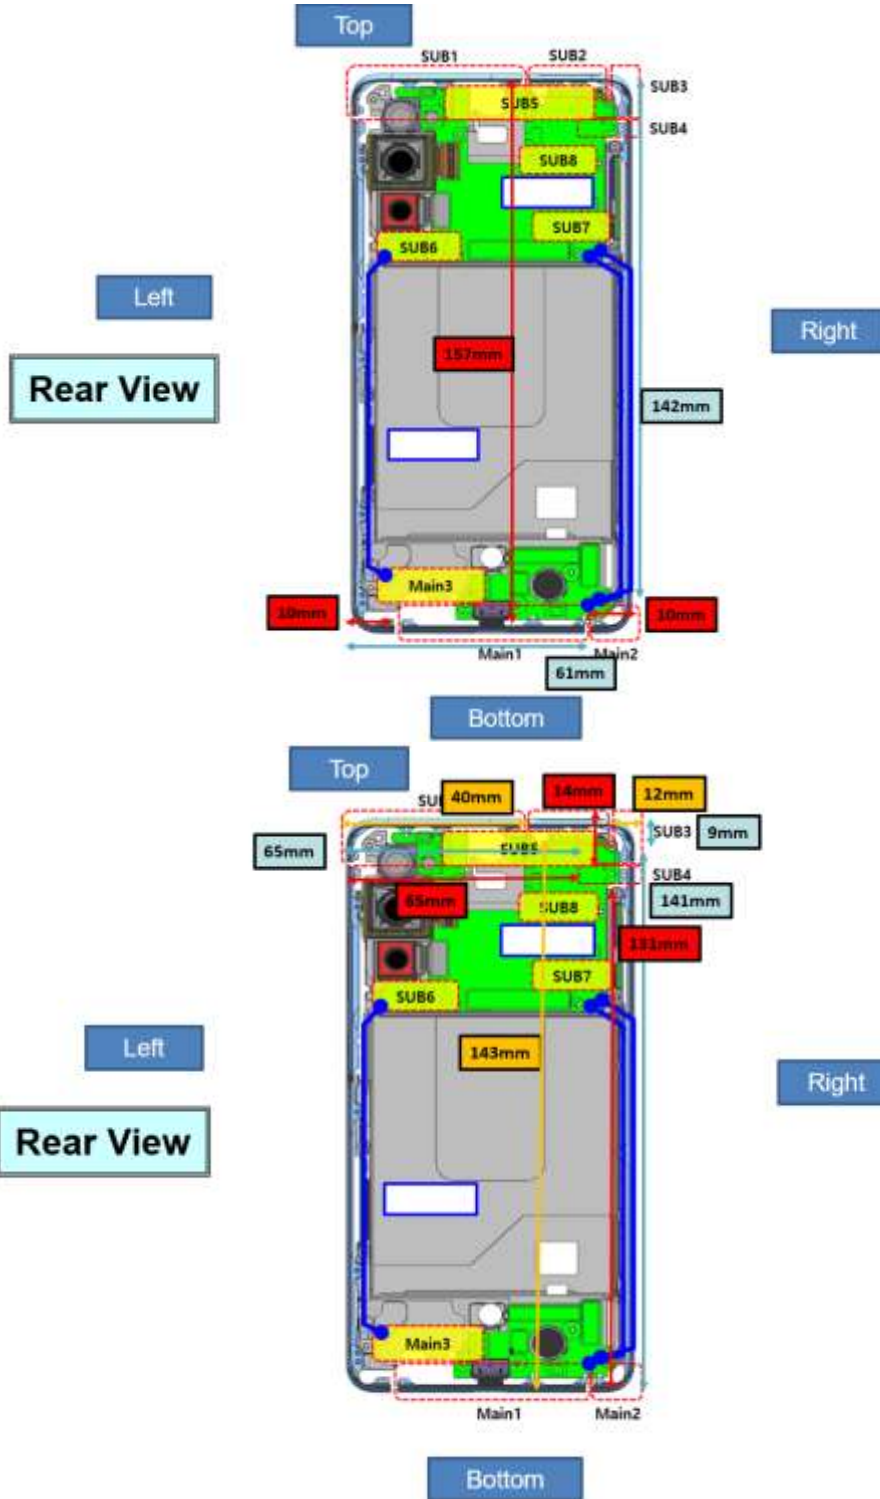 Top
SUB1
SUB2
SUB3
SUB5
SUB4
SUB8
SUB7
SUB6
Left
Right
157mm
Rear View
142mm
Main3
10mm
10mm
Main1
Main2
61mm
Bottom
Top
40mm
14mm
12mm
SUB3
9mm
65mm
SUB5
SUB4
65mm
141mm
SUB8
131mm
SUB7
SUB6
Left
143mm
Right
Rear View
Main3
Main1
Main2
Bottom